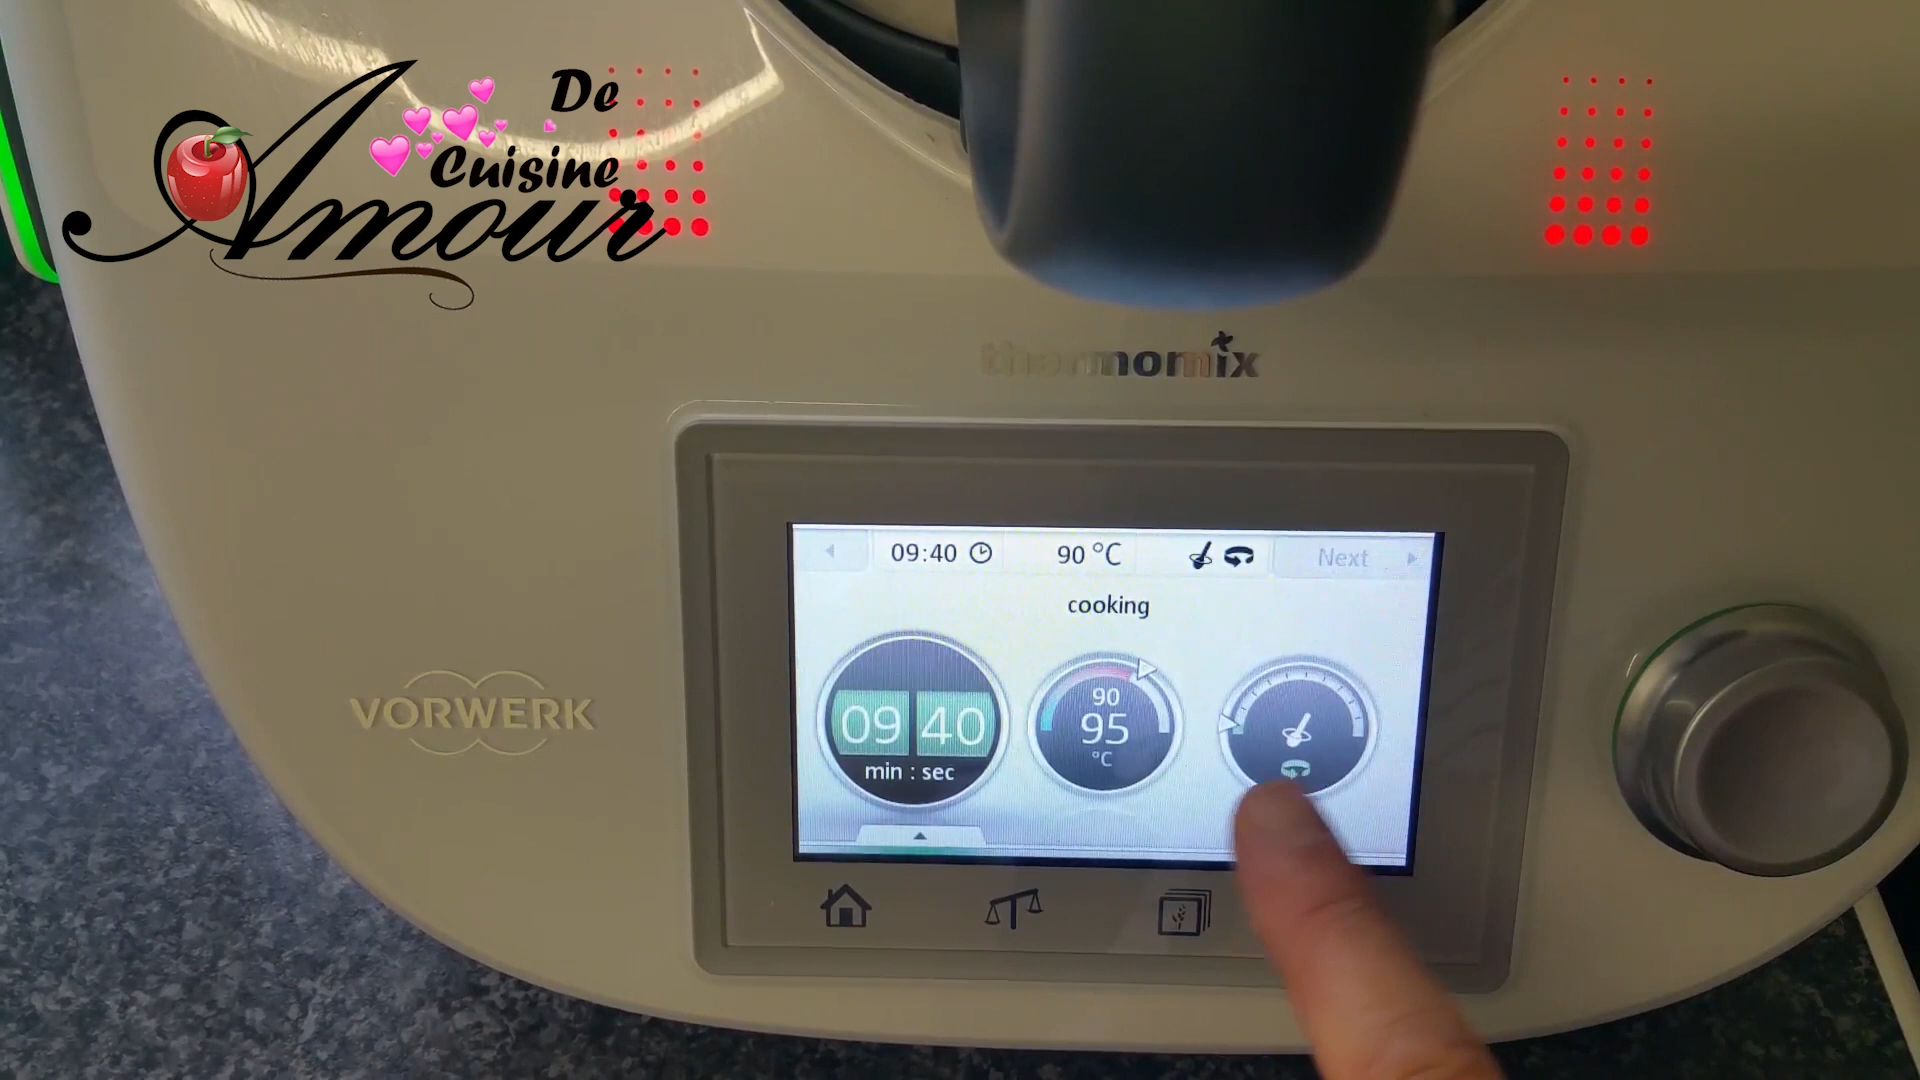 De
Cuisine
Amour
thermomix
09:40
90 °C
Next
cooking
09 40
min : sec
90
95
°C
VORWERK